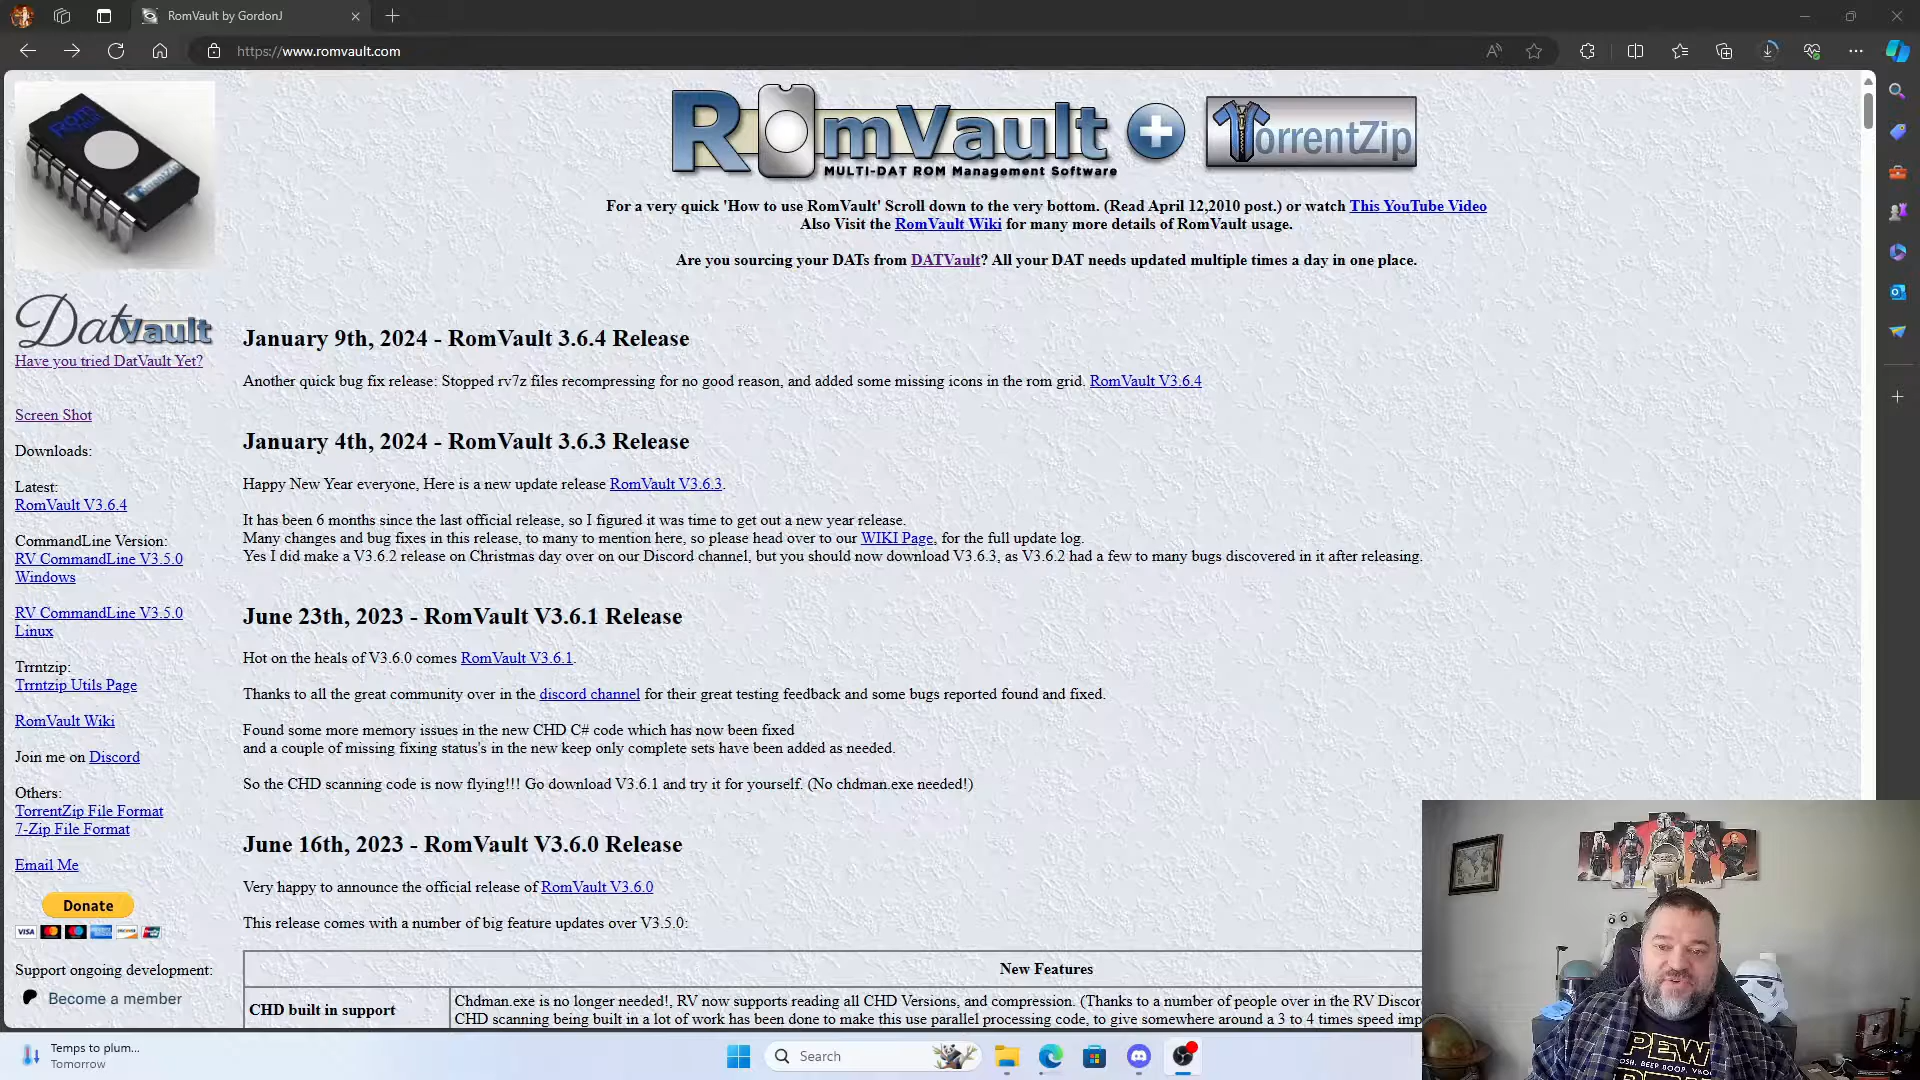 RomVault by GordonJ
https://www.romvault.com
RomVault
MULTI-DAT ROM Management Software
TorrentZip
For a very quick 'How to use RomVault' Scroll down to the very bottom. (Read April 12,2010 post.) or watch This YouTube Video
Also Visit the RomVault Wiki for many more details of RomVault usage.
Are you sourcing your DATs from DATVault? All your DAT needs updated multiple times a day in one place.
Rom
Vault
TorrentZip
DatVault
Have you tried DatVault Yet?
Screen Shot
Downloads:
Latest:
RomVault V3.6.4
CommandLine Version:
RV CommandLine V3.5.0
Windows
RV CommandLine V3.5.0
Linux
Trrntzip:
Trrntzip Utils Page
RomVault Wiki
Join me on Discord
Others:
TorrentZip File Format
7-Zip File Format
Email Me
Donate
VISA
Support ongoing development:
Become a member
January 9th, 2024 - RomVault 3.6.4 Release
Another quick bug fix release: Stopped rv7z files recompressing for no good reason, and added some missing icons in the rom grid. RomVault V3.6.4
January 4th, 2024 - RomVault 3.6.3 Release
Happy New Year everyone, Here is a new update release RomVault V3.6.3.
It has been 6 months since the last official release, so I figured it was time to get out a new year release.
Many changes and bug fixes in this release, to many to mention here, so please head over to our WIKI Page, for the full update log.
Yes I did make a V3.6.2 release on Christmas day over on our Discord channel, but you should now download V3.6.3, as V3.6.2 had a few to many bugs discovered in it after releasing.
June 23th, 2023 - RomVault V3.6.1 Release
Hot on the heals of V3.6.0 comes RomVault V3.6.1.
Thanks to all the great community over in the discord channel for their great testing feedback and some bugs reported found and fixed.
Found some more memory issues in the new CHD C# code which has now been fixed
and a couple of missing fixing status's in the new keep only complete sets have been added as needed.
So the CHD scanning code is now flying!!! Go download V3.6.1 and try it for yourself. (No chdman.exe needed!)
June 16th, 2023 - RomVault V3.6.0 Release
Very happy to announce the official release of RomVault V3.6.0
This release comes with a number of big feature updates over V3.5.0:
New Features
CHD built in support
Chdman.exe is no longer needed!, RV now supports reading all CHD Versions, and compression. (Thanks to a number of people over in the RV Discor
CHD scanning being built in a lot of work has been done to make this use parallel processing code, to give somewhere around a 3 to 4 times speed imp
PEW
Temps to plum...
Tomorrow
Search